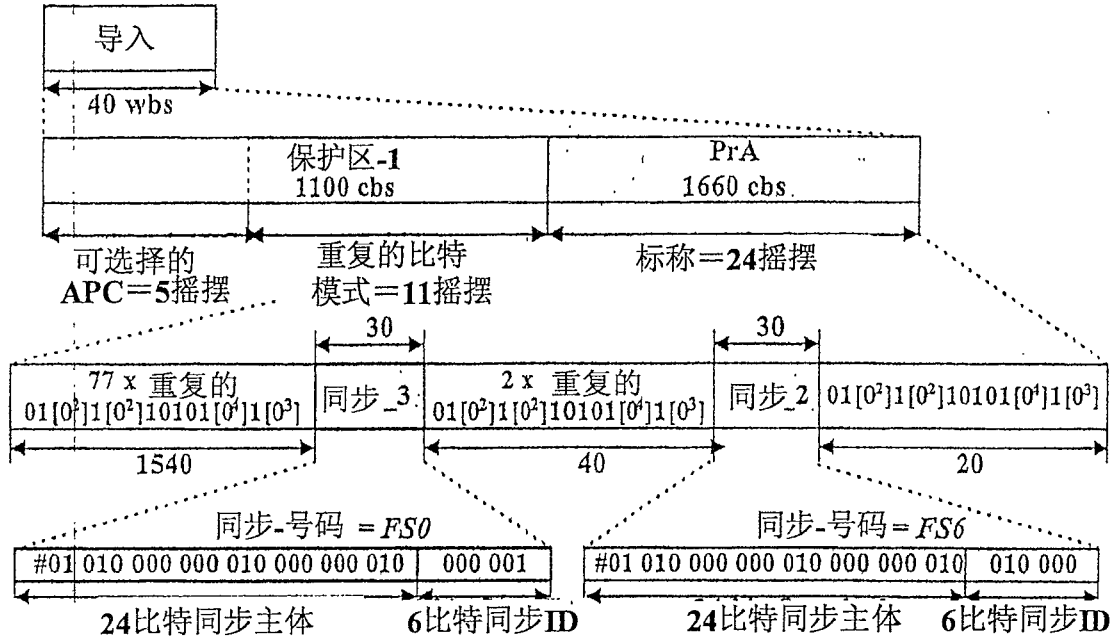 导入
40 wbs
保护区-1
1100 cbs
PrA
1660 cbs
可选择的
APC=5摇摆
重复的比特
模式=11摇摆
标称=24摇摆
30
30
77 x 重复的
01[0²]1[0²]10101[0⁴]1[0³]
同步_3
2 x 重复的
01[0²]1[0²]10101[0⁴]1[0³]
同步_2
01[0²]1[0²]10101[0⁴]1[0³]
1540
40
20
同步-号码 = FS0
同步-号码 = FS6
#01 010 000 000 010 000 000 010
000 001
#01 010 000 000 010 000 000 010
010 000
24比特同步主体
6比特同步ID
24比特同步主体
6比特同步ID